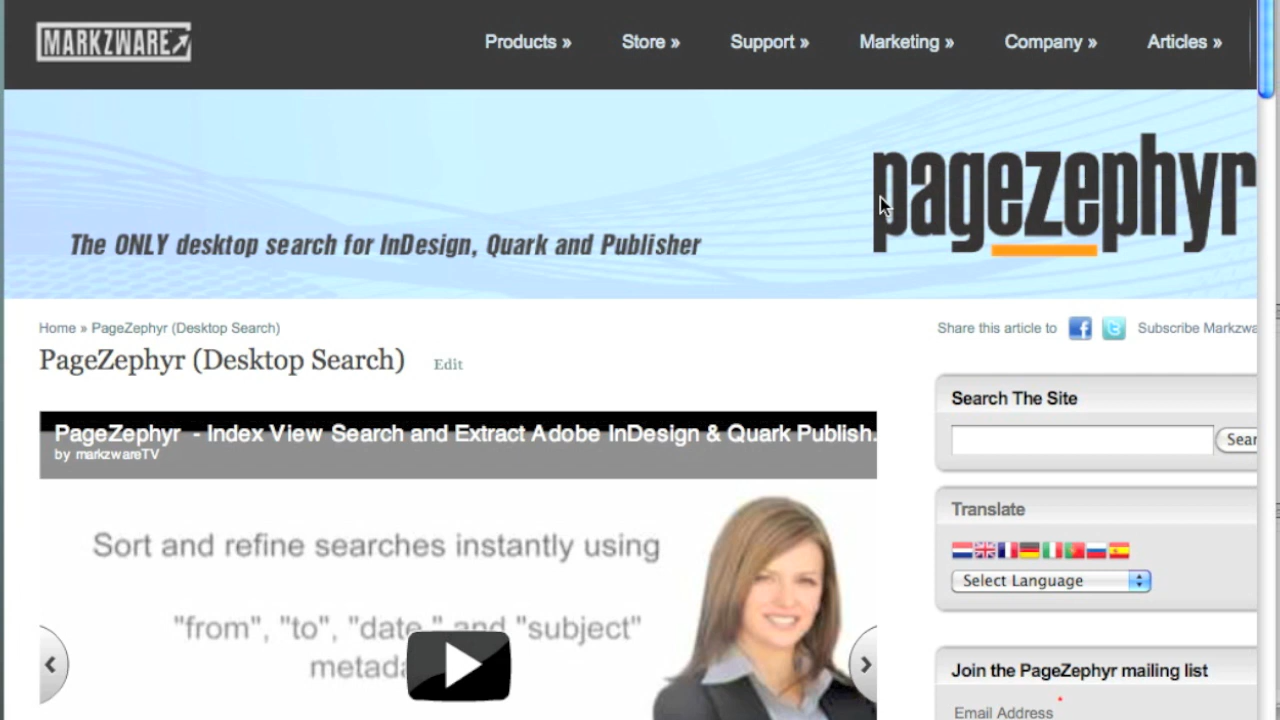 MARKZWARE
Products » Store » Support » Marketing » Company » Articles »
pagezephyr
The ONLY desktop search for InDesign, Quark and Publisher
Home » PageZephyr (Desktop Search)
Share this article to Subscribe Markzwa
PageZephyr (Desktop Search) Edit
Search The Site
Sear
PageZephyr - Index View Search and Extract Adobe InDesign & Quark Publish...
by markzwareTV
Translate
Select Language
Sort and refine searches instantly using
"from", "to", "date," and "subject"
metada
Join the PageZephyr mailing list
Email Address *